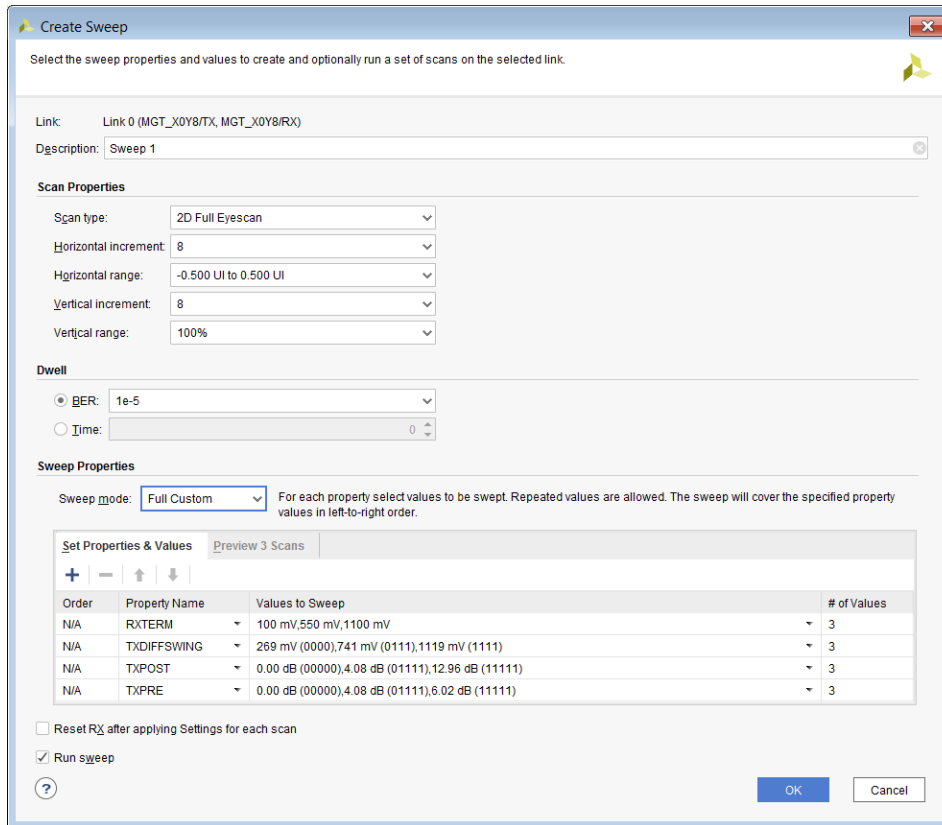 Create Sweep
Select the sweep properties and values to create and optionally run a set of scans on the selected link.
Link: Link 0 (MGT_X0Y8/TX, MGT_X0Y8/RX)
Description: Sweep 1
Scan Properties
Scan type: 2D Full Eyescan
Horizontal increment: 8
Horizontal range: -0.500 UI to 0.500 UI
Vertical increment: 8
Vertical range: 100%
Dwell
BER: 1e-5
Time: 0
Sweep Properties
Sweep mode: Full Custom For each property select values to be swept. Repeated values are allowed. The sweep will cover the specified property
values in left-to-right order.
Set Properties & Values Preview 3 Scans
Order Property Name Values to Sweep # of Values
N/A RXTERM 100 mV,550 mV,1100 mV 3
N/A TXDIFFSWING 269 mV (0000),741 mV (0111),1119 mV (1111) 3
N/A TXPOST 0.00 dB (00000),4.08 dB (01111),12.96 dB (11111) 3
N/A TXPRE 0.00 dB (00000),4.08 dB (01111),6.02 dB (11111) 3
Reset RX after applying Settings for each scan
Run sweep
? OK Cancel